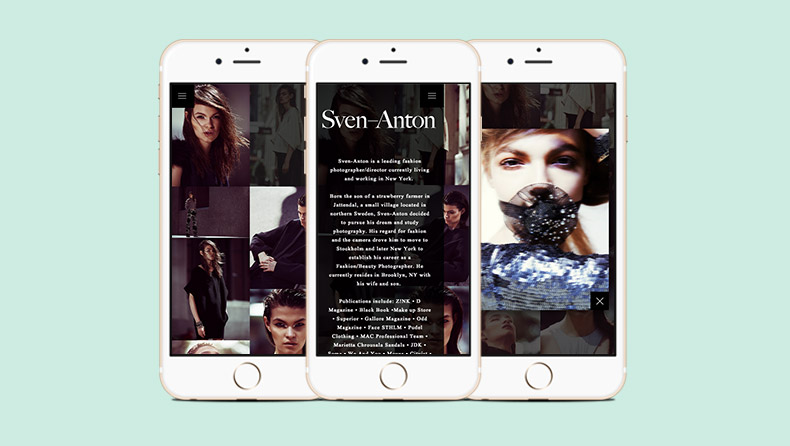 Sven–Anton
Sven-Anton is a leading fashion
photographer/director currently living
and working in New York.
Born the son of a strawberry farmer in
Jattendal, a small village located in
northern Sweden, Sven-Anton decided
to pursue his dream and study
photography. His regard for fashion
and the camera drove him to move to
Stockholm and later New York to
establish his career as a
Fashion/Beauty Photographer. He
currently resides in Brooklyn, NY with
his wife and son.
Publications include: Z!NK • D
Magazine • Black Book •Make up Store
• Superior • Gallore Magazine • Odd
Magazine • Face STHLM • Pudel
Clothing • MAC Professional Team •
Marietta Chrousala Sandals • JDK •